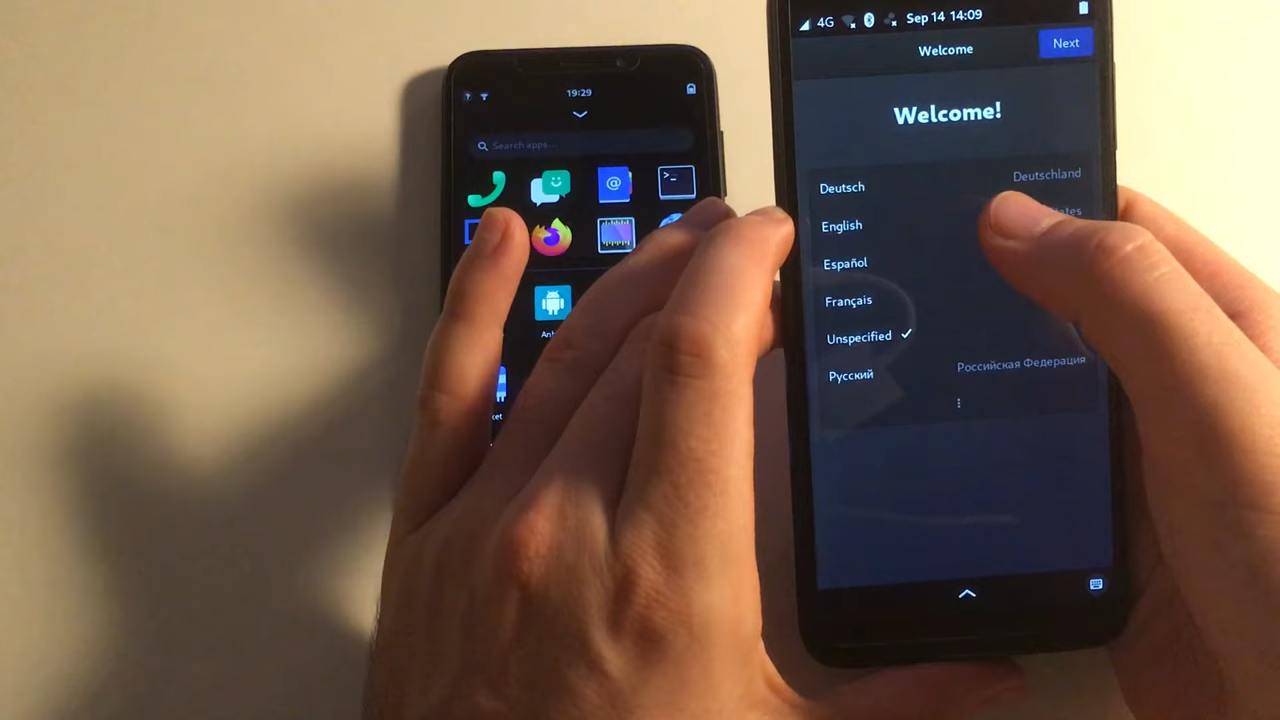 19:29
Search apps...
@
>_
4G Sep 14 14:09
Welcome Next
Welcome!
Deutsch Deutschland
English
Español
Français
Unspecified
Русский Российская Федерация